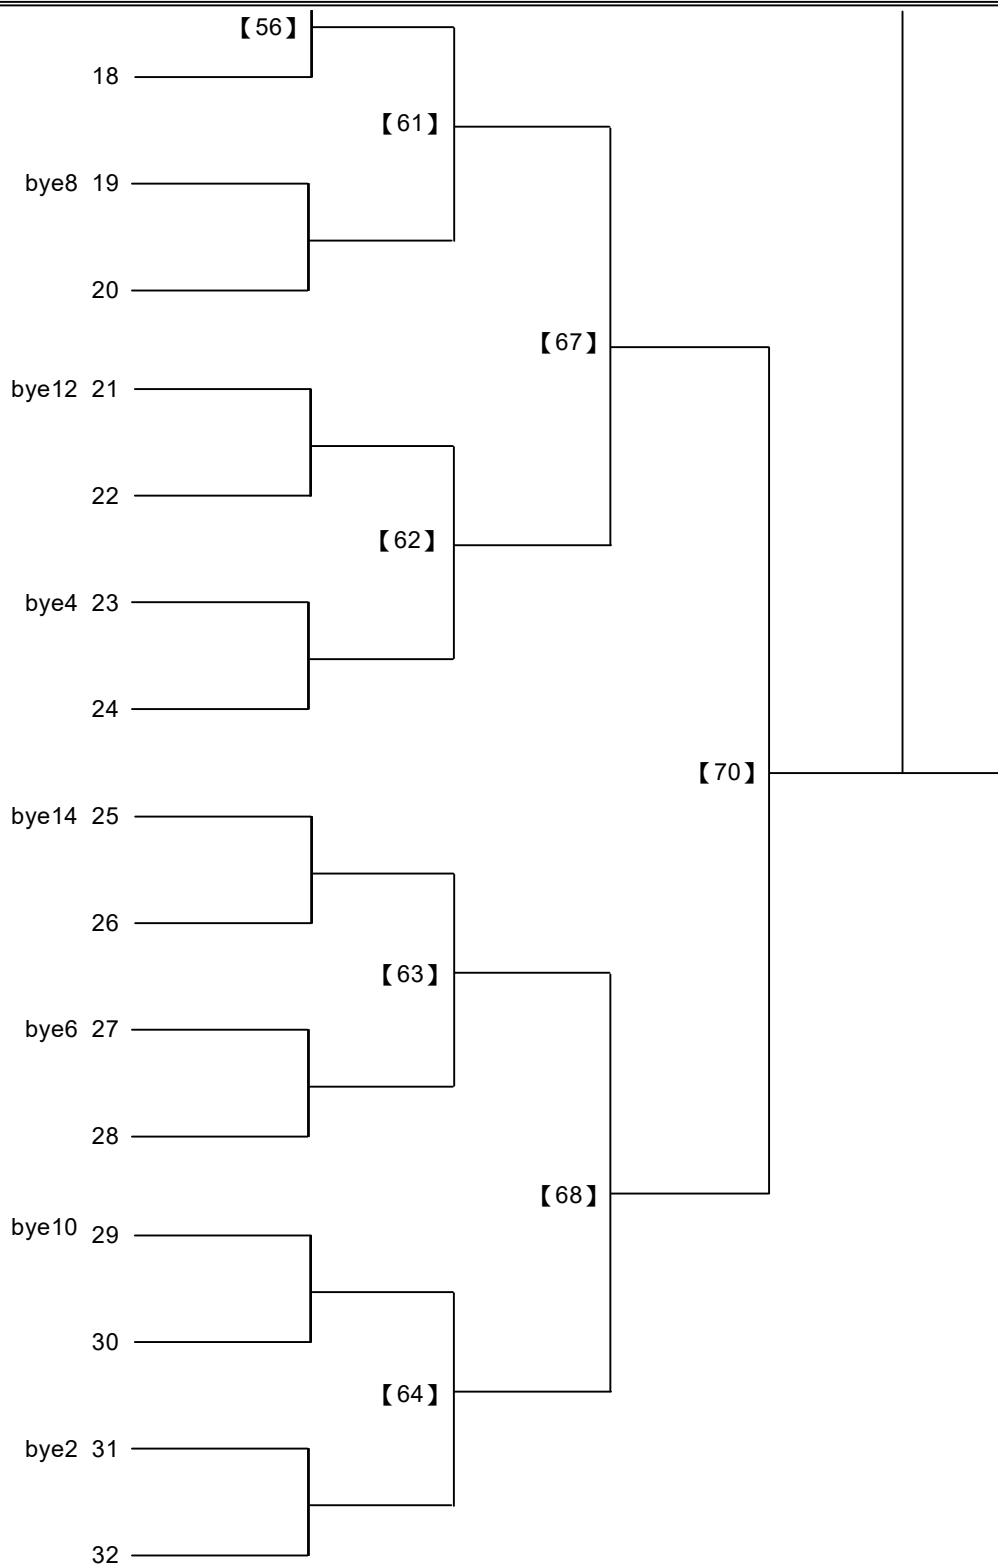 【56】
18
【61】
bye8 19
20
【67】
bye12 21
22
【62】
bye4 23
24
【70】
bye14 25
26
【63】
bye6 27
28
【68】
bye10 29
30
【64】
bye2 31
32